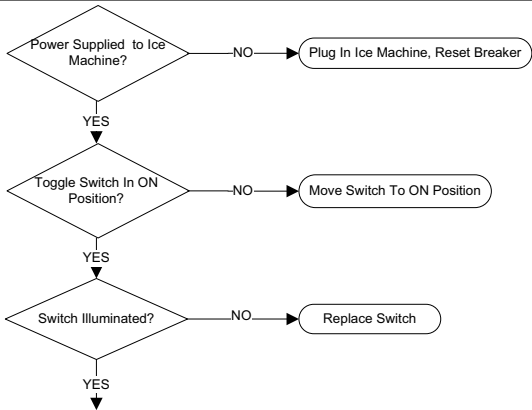 Power Supplied to Ice
Machine?
NO
Plug In Ice Machine, Reset Breaker
YES
Toggle Switch In ON
Position?
NO
Move Switch To ON Position
YES
Switch Illuminated?
NO
Replace Switch
YES